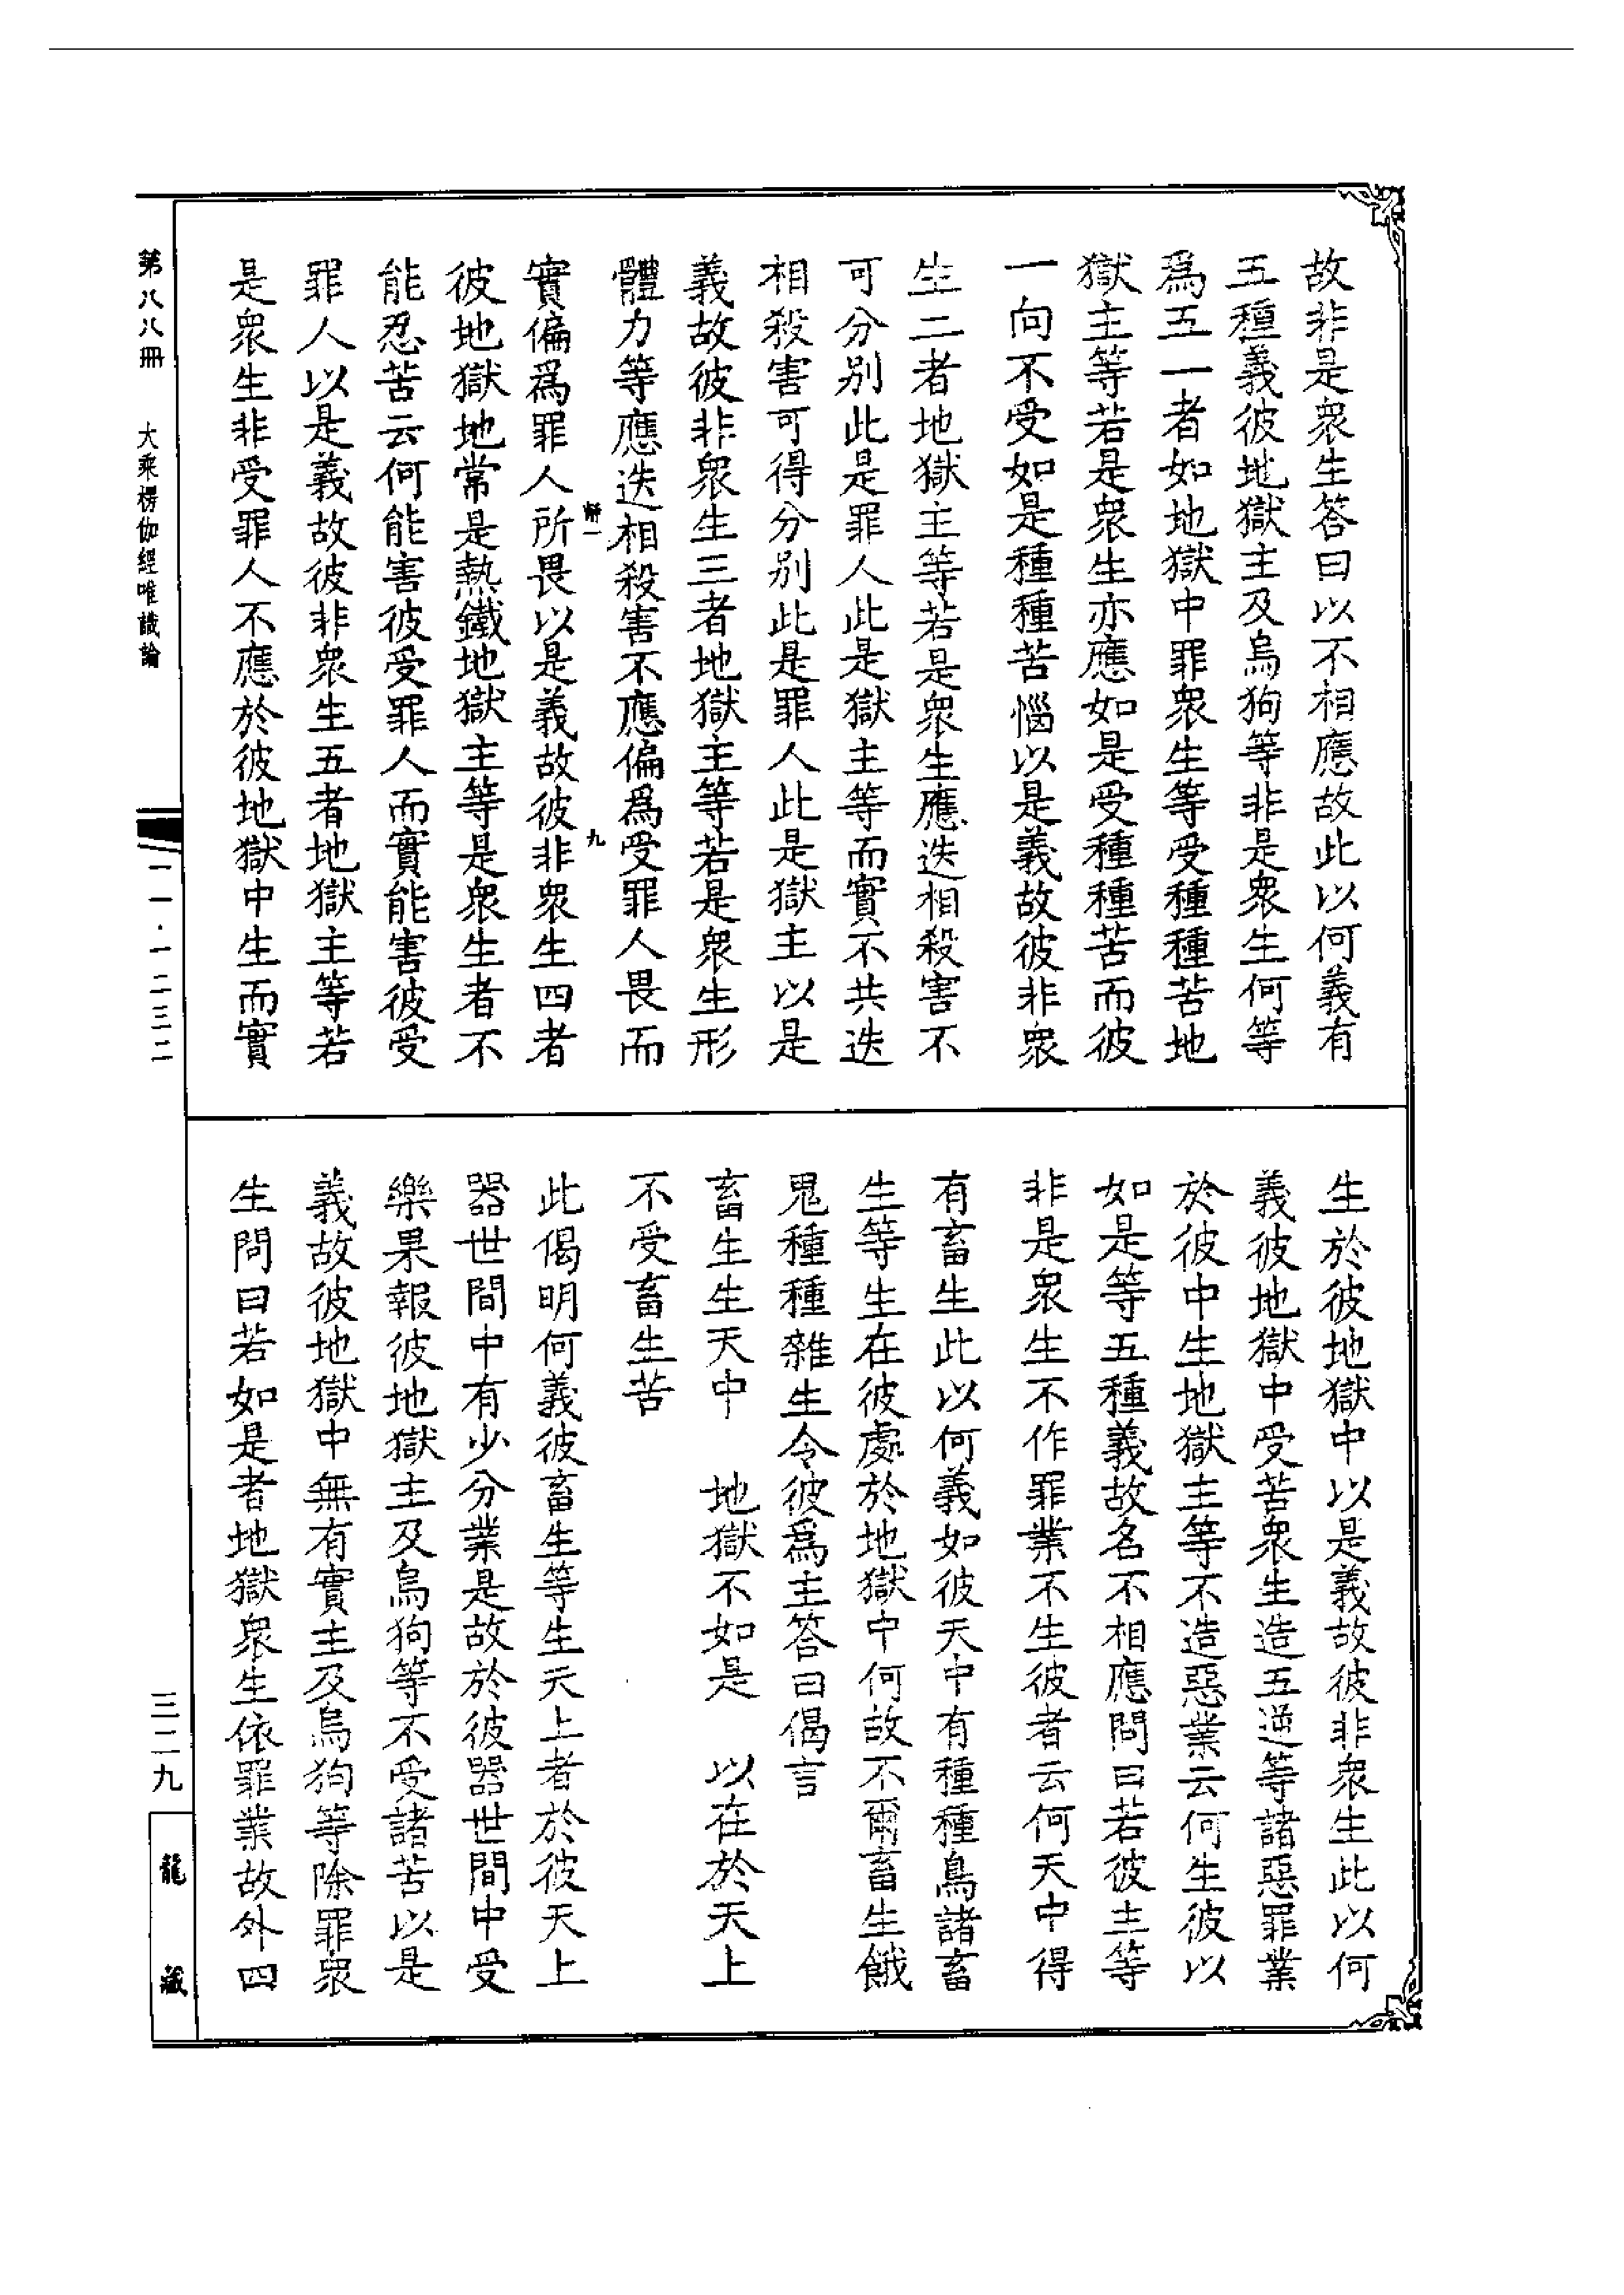 故非是衆生答曰以不相應故此以何義有
五種義彼地獄主及烏狗等非是衆生何等
爲五一者如地獄中罪衆生等受種種苦地
獄主等若是衆生亦應如是受種種苦而彼
一向不受如是種種苦惱以是義故彼非衆
生二者地獄主等若是衆生應迭相殺害不
可分别此是罪人此是獄主等而實不共迭
相殺害可得分别此是罪人此是獄主以是
義故彼非衆生三者地獄主等若是衆生形
體力等應迭相殺害不應偏爲受罪人畏而
實偏爲罪人所畏以是義故彼非衆生四者
彼地獄地常是熱鐵地獄主等是衆生者不
能忍苦云何能害彼受罪人而實能害彼受
罪人以是義故彼非衆生五者地獄主等若
是衆生非受罪人不應於彼地獄中生而實
生於彼地獄中以是義故彼非衆生此以何
義彼地獄中受苦衆生造五逆等諸惡罪業
於彼中生地獄主等不造惡業云何生彼以
如是等五種義故名不相應問曰若彼主等
非是衆生不作罪業不生彼者云何天中得
有畜生此以何義如彼天中有種種鳥諸畜
生等生在彼處於地獄中何故不爾畜生餓
鬼種種雜生令彼爲主答曰偈言
畜生生天中　地獄不如是　以在於天上
不受畜生苦
此偈明何義彼畜生等生天上者於彼天上
器世間中有少分業是故於彼器世間中受
樂果報彼地獄主及烏狗等不受諸苦以是
義故彼地獄中無有實主及烏狗等除罪衆
生問曰若如是者地獄衆生依罪業故外四
九
第八八冊　大乘楞伽經唯識論
一一·一二三二
三二九
龍藏